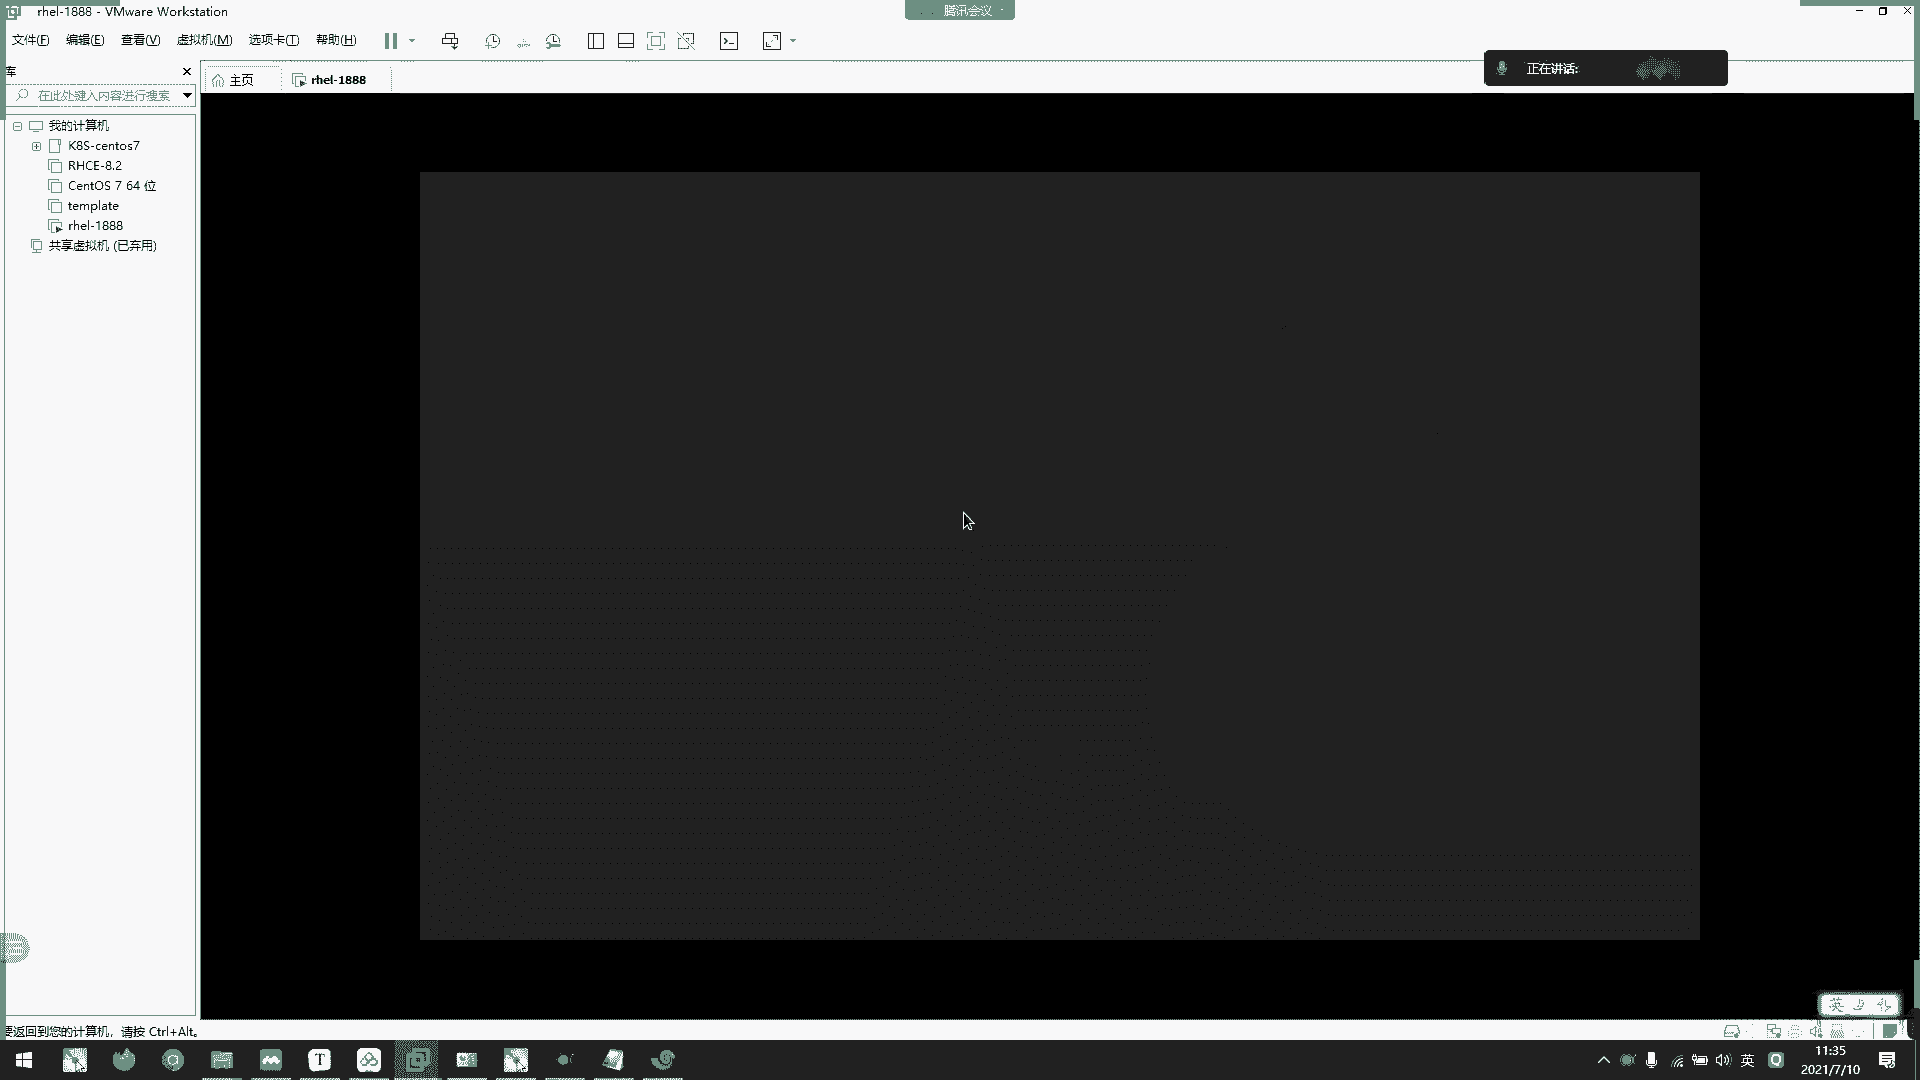 rhel-1888 - VMware Workstation
腾讯会议
文件(F) 编辑(E) 查看(V) 虚拟机(M) 选项卡(T) 帮助(H)
正在讲话:
库
主页
rhel-1888
在此处键入内容进行搜索
我的计算机
K8S-centos7
RHCE-8.2
CentOS 7 64 位
template
rhel-1888
共享虚拟机 (已弃用)
英
要返回到您的计算机，请按 Ctrl+Alt。
T
英
11:35
2021/7/10